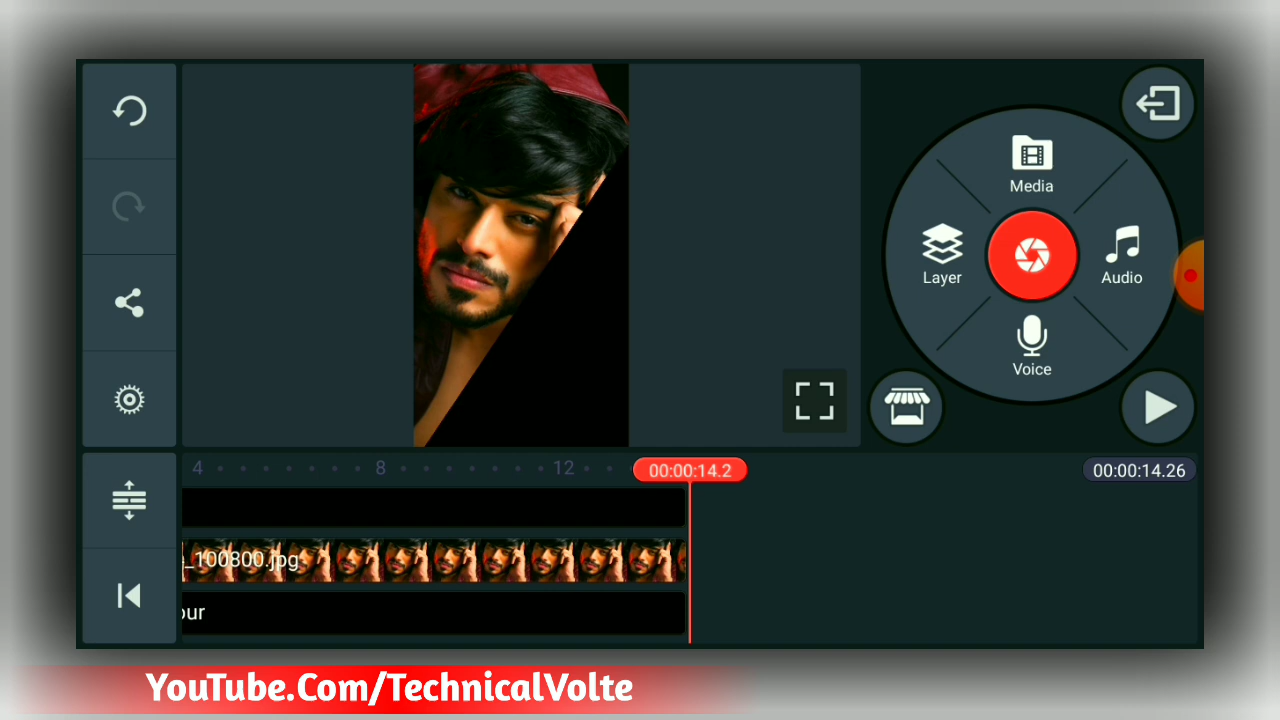 Media
Layer
Audio
Voice
4
8
12
00:00:14.2
00:00:14.26
_100800.jpg
our
YouTube.Com/TechnicalVolte